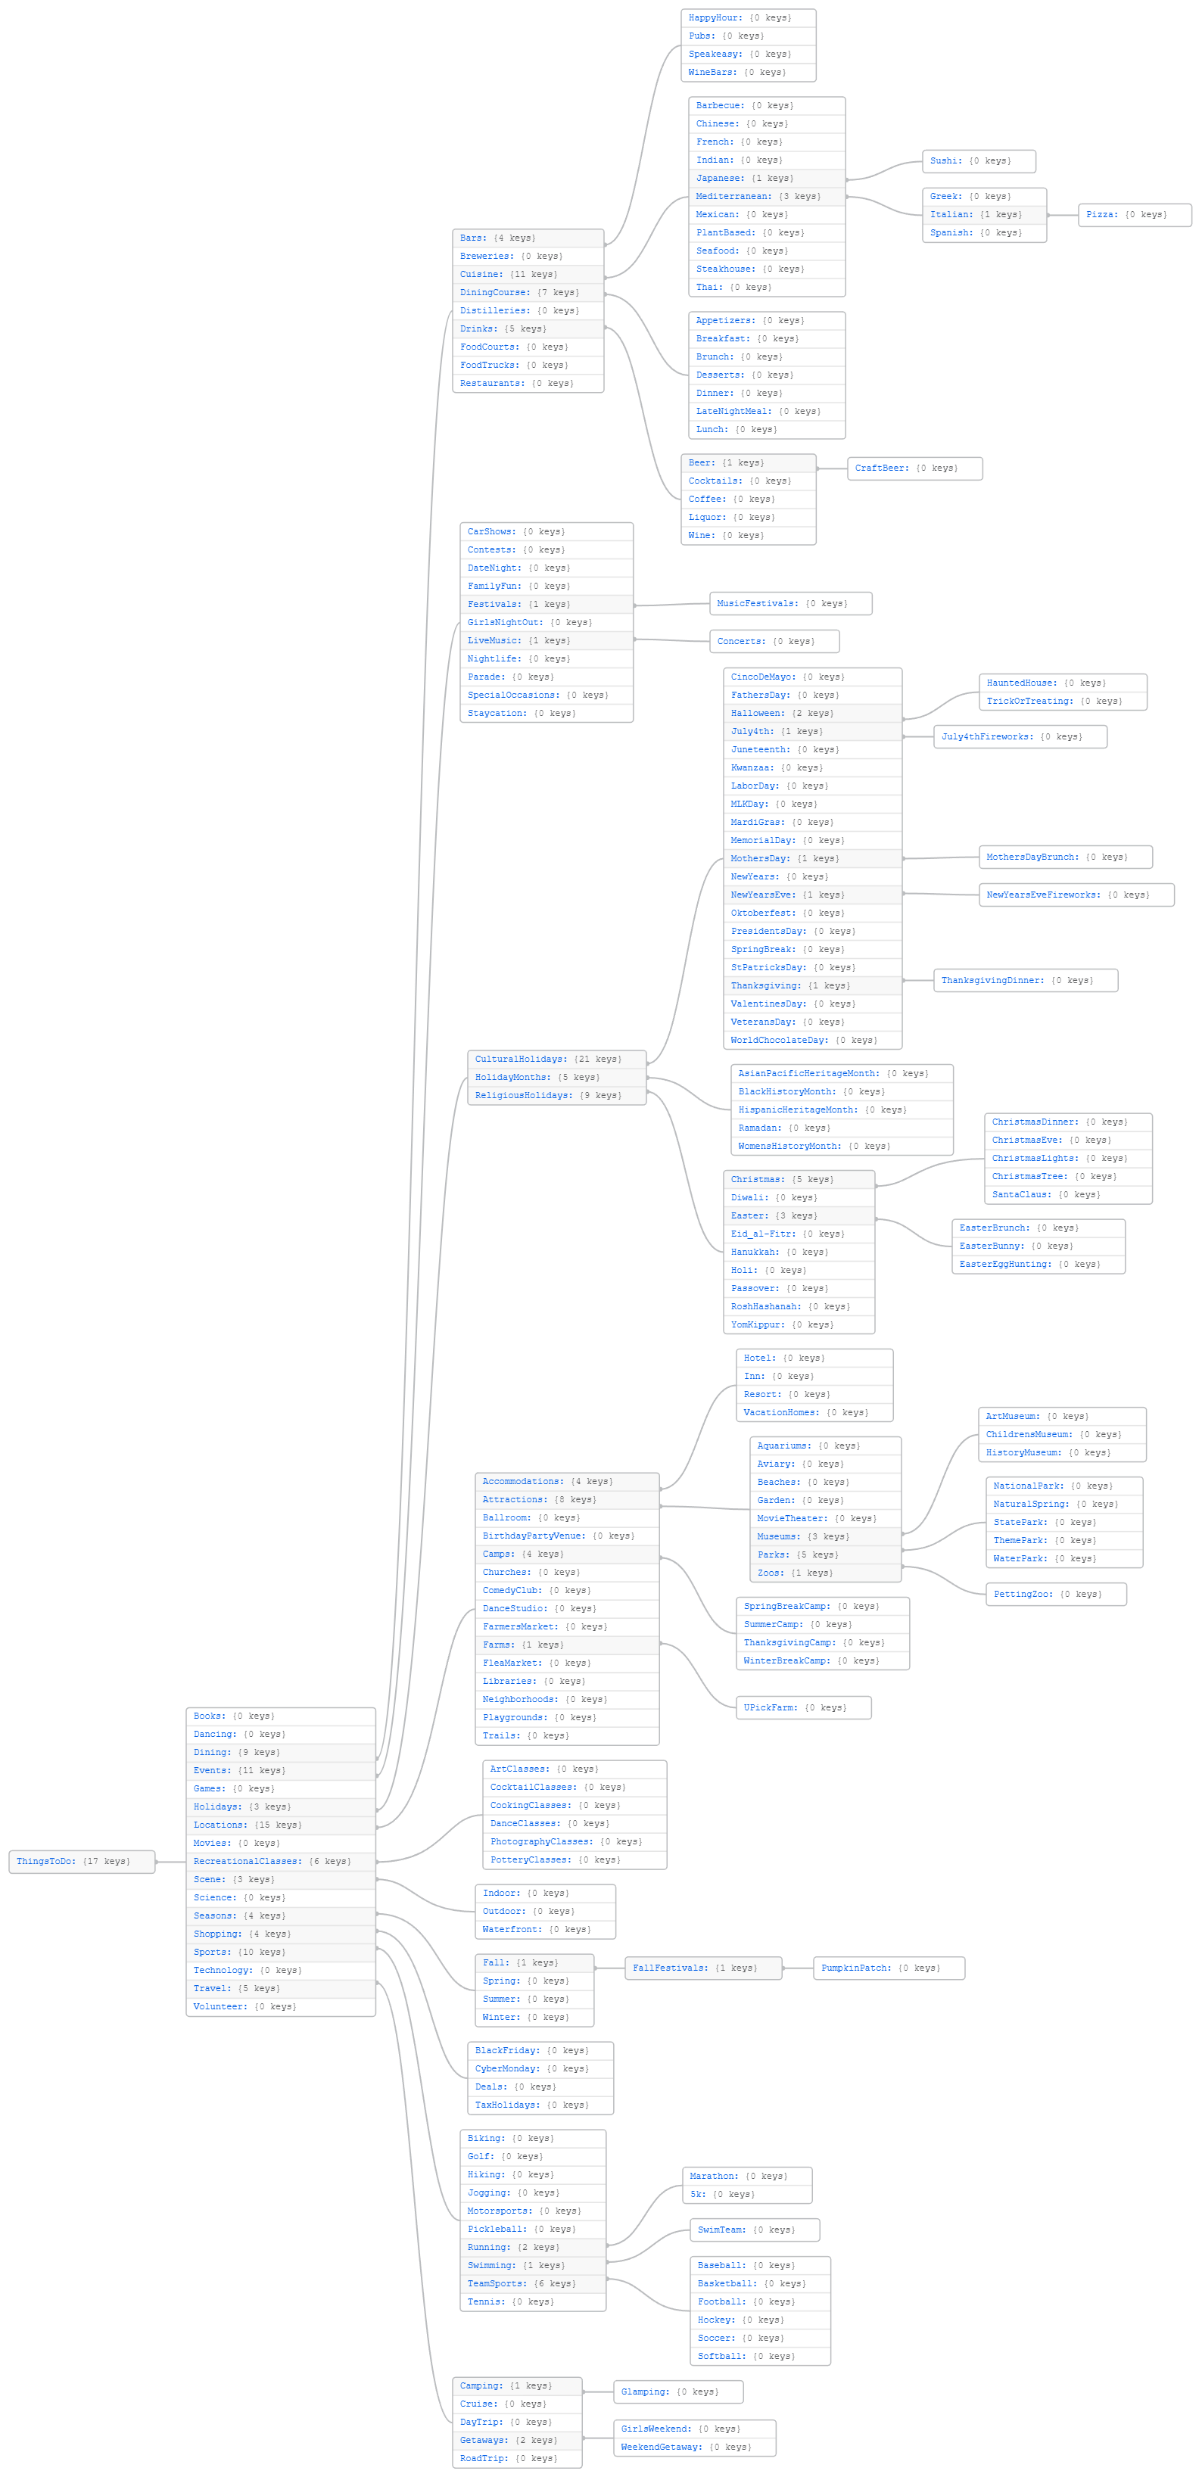 ThingsToDo: {17 keys}
Books: {0 keys}
Dancing: {0 keys}
Dining: {9 keys}
Events: {11 keys}
Games: {0 keys}
Holidays: {3 keys}
Locations: {15 keys}
Movies: {0 keys}
RecreationalClasses: {6 keys}
Scene: {3 keys}
Science: {0 keys}
Seasons: {4 keys}
Shopping: {4 keys}
Sports: {10 keys}
Technology: {0 keys}
Travel: {5 keys}
Volunteer: {0 keys}
Bars: {4 keys}
Breweries: {0 keys}
Cuisine: {11 keys}
DiningCourse: {7 keys}
Distilleries: {0 keys}
Drinks: {5 keys}
FoodCourts: {0 keys}
FoodTrucks: {0 keys}
Restaurants: {0 keys}
HappyHour: {0 keys}
Pubs: {0 keys}
Speakeasy: {0 keys}
WineBars: {0 keys}
Barbecue: {0 keys}
Chinese: {0 keys}
French: {0 keys}
Indian: {0 keys}
Japanese: {1 keys}
Mediterranean: {3 keys}
Mexican: {0 keys}
PlantBased: {0 keys}
Seafood: {0 keys}
Steakhouse: {0 keys}
Thai: {0 keys}
Sushi: {0 keys}
Greek: {0 keys}
Italian: {1 keys}
Spanish: {0 keys}
Pizza: {0 keys}
Appetizers: {0 keys}
Breakfast: {0 keys}
Brunch: {0 keys}
Desserts: {0 keys}
Dinner: {0 keys}
LateNightMeal: {0 keys}
Lunch: {0 keys}
Beer: {1 keys}
Cocktails: {0 keys}
Coffee: {0 keys}
Liquor: {0 keys}
Wine: {0 keys}
CraftBeer: {0 keys}
CarShows: {0 keys}
Contests: {0 keys}
DateNight: {0 keys}
FamilyFun: {0 keys}
Festivals: {1 keys}
GirlsNightOut: {0 keys}
LiveMusic: {1 keys}
Nightlife: {0 keys}
Parade: {0 keys}
SpecialOccasions: {0 keys}
Staycation: {0 keys}
MusicFestivals: {0 keys}
Concerts: {0 keys}
CulturalHolidays: {21 keys}
HolidayMonths: {5 keys}
ReligiousHolidays: {9 keys}
CincoDeMayo: {0 keys}
FathersDay: {0 keys}
Halloween: {2 keys}
July4th: {1 keys}
Juneteenth: {0 keys}
Kwanzaa: {0 keys}
LaborDay: {0 keys}
MLKDay: {0 keys}
MardiGras: {0 keys}
MemorialDay: {0 keys}
MothersDay: {1 keys}
NewYears: {0 keys}
NewYearsEve: {1 keys}
Oktoberfest: {0 keys}
PresidentsDay: {0 keys}
SpringBreak: {0 keys}
StPatricksDay: {0 keys}
Thanksgiving: {1 keys}
ValentinesDay: {0 keys}
VeteransDay: {0 keys}
WorldChocolateDay: {0 keys}
HauntedHouse: {0 keys}
TrickOrTreating: {0 keys}
July4thFireworks: {0 keys}
MothersDayBrunch: {0 keys}
NewYearsEveFireworks: {0 keys}
ThanksgivingDinner: {0 keys}
AsianPacificHeritageMonth: {0 keys}
BlackHistoryMonth: {0 keys}
HispanicHeritageMonth: {0 keys}
Ramadan: {0 keys}
WomensHistoryMonth: {0 keys}
Christmas: {5 keys}
Diwali: {0 keys}
Easter: {3 keys}
Eid_al-Fitr: {0 keys}
Hanukkah: {0 keys}
Holi: {0 keys}
Passover: {0 keys}
RoshHashanah: {0 keys}
YomKippur: {0 keys}
ChristmasDinner: {0 keys}
ChristmasEve: {0 keys}
ChristmasLights: {0 keys}
ChristmasTree: {0 keys}
SantaClaus: {0 keys}
EasterBrunch: {0 keys}
EasterBunny: {0 keys}
EasterEggHunting: {0 keys}
Accommodations: {4 keys}
Attractions: {8 keys}
Ballroom: {0 keys}
BirthdayPartyVenue: {0 keys}
Camps: {4 keys}
Churches: {0 keys}
ComedyClub: {0 keys}
DanceStudio: {0 keys}
FarmersMarket: {0 keys}
Farms: {1 keys}
FleaMarket: {0 keys}
Libraries: {0 keys}
Neighborhoods: {0 keys}
Playgrounds: {0 keys}
Trails: {0 keys}
Hotel: {0 keys}
Inn: {0 keys}
Resort: {0 keys}
VacationHomes: {0 keys}
Aquariums: {0 keys}
Aviary: {0 keys}
Beaches: {0 keys}
Garden: {0 keys}
MovieTheater: {0 keys}
Museums: {3 keys}
Parks: {5 keys}
Zoos: {1 keys}
ArtMuseum: {0 keys}
ChildrensMuseum: {0 keys}
HistoryMuseum: {0 keys}
NationalPark: {0 keys}
NaturalSpring: {0 keys}
StatePark: {0 keys}
ThemePark: {0 keys}
WaterPark: {0 keys}
PettingZoo: {0 keys}
SpringBreakCamp: {0 keys}
SummerCamp: {0 keys}
ThanksgivingCamp: {0 keys}
WinterBreakCamp: {0 keys}
UPickFarm: {0 keys}
ArtClasses: {0 keys}
CocktailClasses: {0 keys}
CookingClasses: {0 keys}
DanceClasses: {0 keys}
PhotographyClasses: {0 keys}
PotteryClasses: {0 keys}
Indoor: {0 keys}
Outdoor: {0 keys}
Waterfront: {0 keys}
Fall: {1 keys}
Spring: {0 keys}
Summer: {0 keys}
Winter: {0 keys}
FallFestivals: {1 keys}
PumpkinPatch: {0 keys}
BlackFriday: {0 keys}
CyberMonday: {0 keys}
Deals: {0 keys}
TaxHolidays: {0 keys}
Biking: {0 keys}
Golf: {0 keys}
Hiking: {0 keys}
Jogging: {0 keys}
Motorsports: {0 keys}
Pickleball: {0 keys}
Running: {2 keys}
Swimming: {1 keys}
TeamSports: {6 keys}
Tennis: {0 keys}
Marathon: {0 keys}
5k: {0 keys}
SwimTeam: {0 keys}
Baseball: {0 keys}
Basketball: {0 keys}
Football: {0 keys}
Hockey: {0 keys}
Soccer: {0 keys}
Softball: {0 keys}
Camping: {1 keys}
Cruise: {0 keys}
DayTrip: {0 keys}
Getaways: {2 keys}
RoadTrip: {0 keys}
Glamping: {0 keys}
GirlsWeekend: {0 keys}
WeekendGetaway: {0 keys}